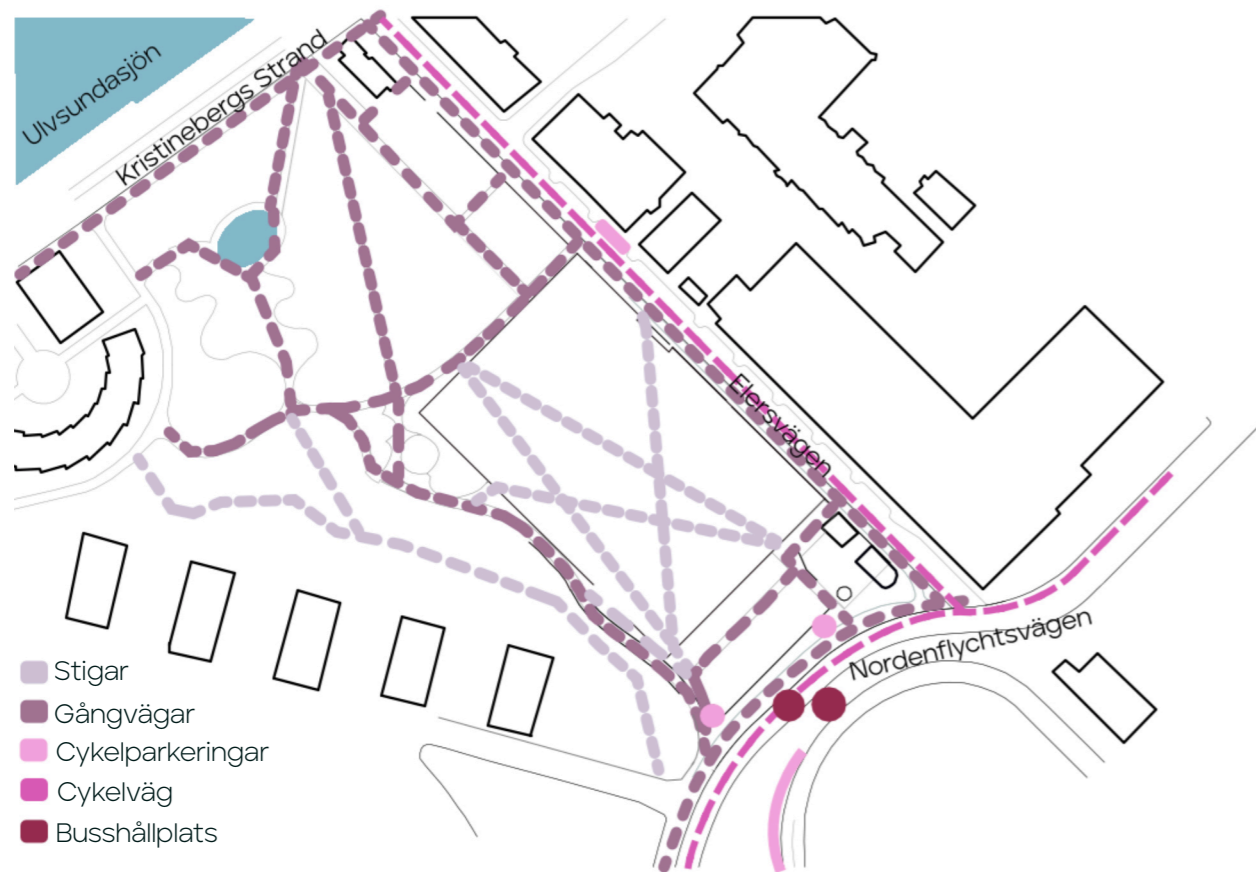 Ulvsundasjön
Kristinebergs Strand
Elersvägen
Nordenflychtsvägen
Stigar
Gångvägar
Cykelparkeringar
Cykelväg
Busshållplats